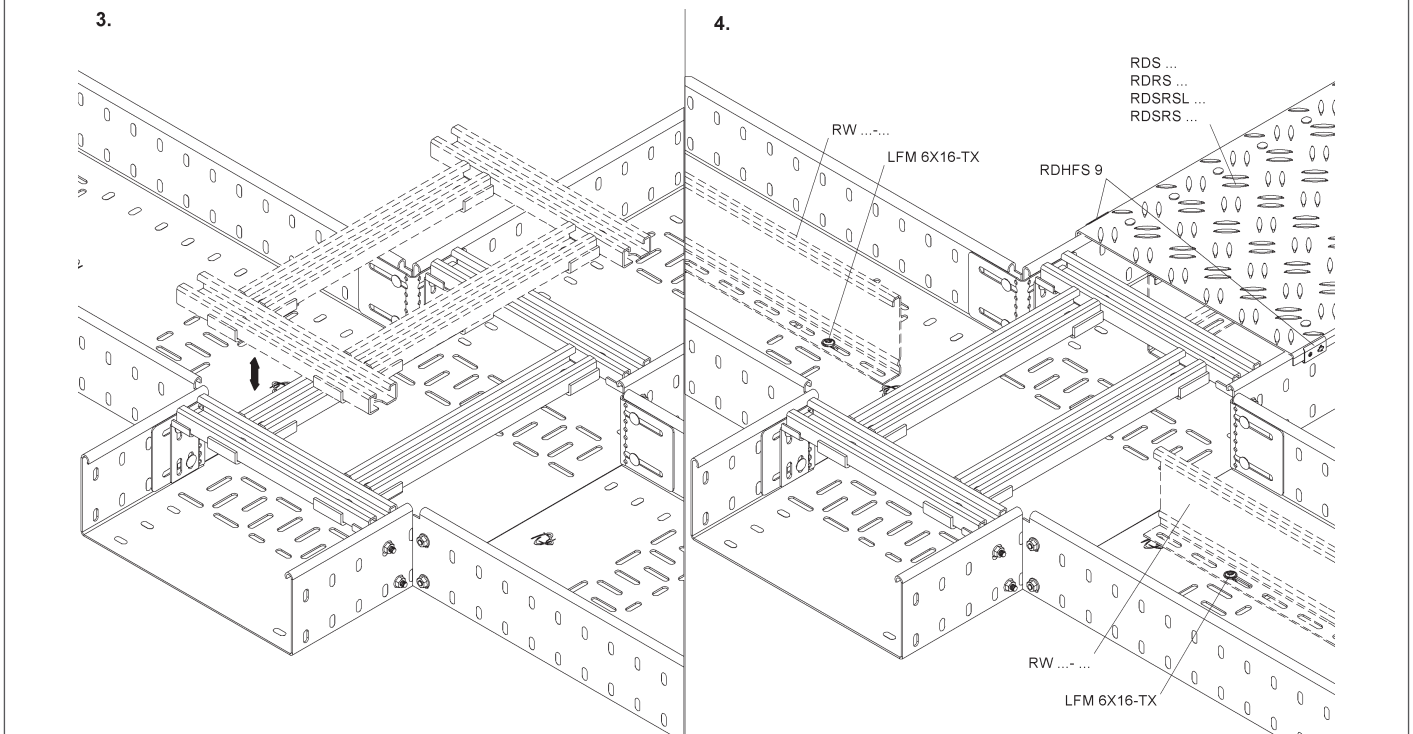 3.
4.
RDS ...
RDRS ...
RDSRSL ...
RDSRS ...
RW ...-...
LFM 6X16-TX
RDHFS 9
RW ...- ...
LFM 6X16-TX